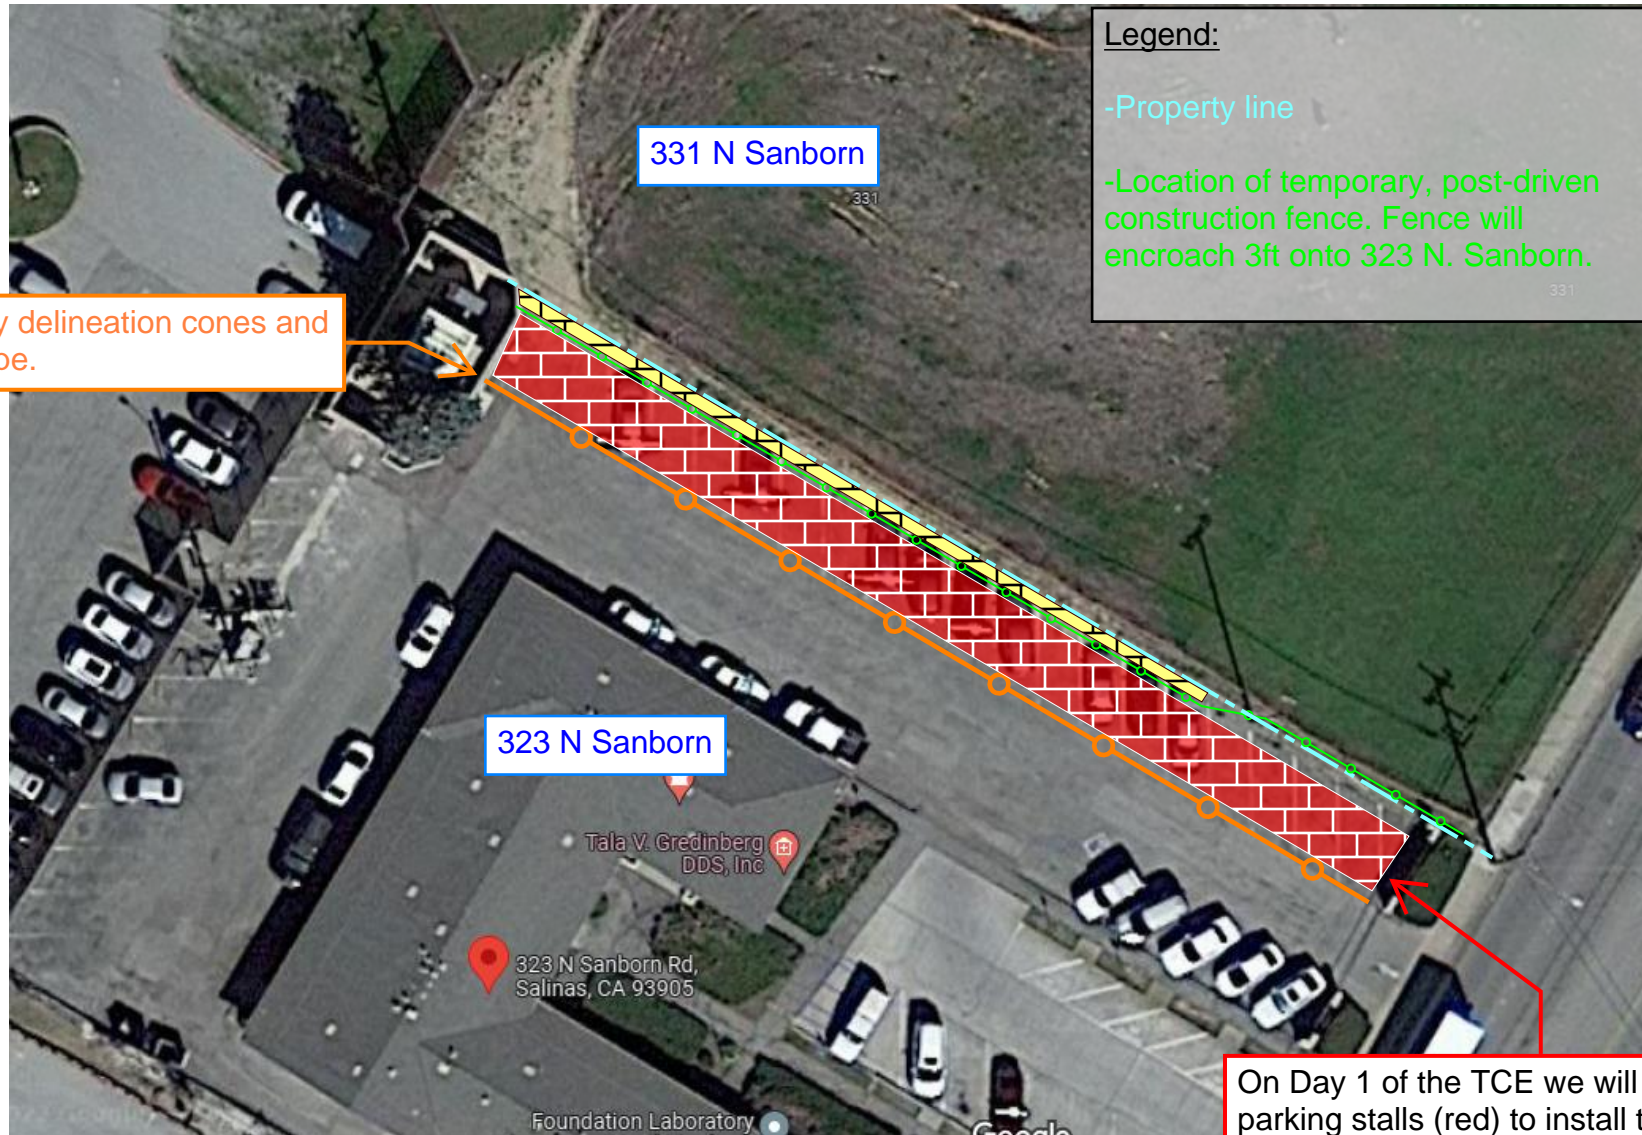 Legend:
-Property line
-Location of temporary, post-driven
construction fence. Fence will
encroach 3ft onto 323 N. Sanborn.
331
331 N Sanborn
331
delineation cones and
323 N Sanborn
Tala V. Gredinberg
DDS, Inc
323 N Sanborn Rd,
Salinas, CA 93905
Foundation Laboratory
Google
On Day 1 of the TCE we will
parking stalls (red) to install